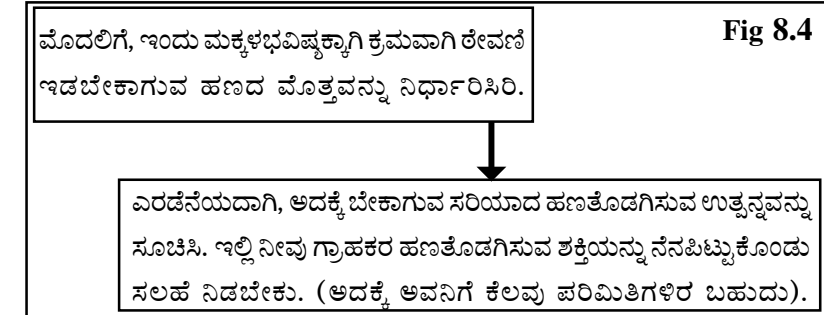 Fig 8.4
ಮೊದಲಿಗೆ, ಇಂದು ಮಕ್ಕಳಭವಿಷ್ಯಕ್ಕಾಗಿ ಕ್ರಮವಾಗಿ ಠೇವಣಿ
ಇಡಬೇಕಾಗುವ ಹಣದ ಮೊತ್ತವನ್ನು ನಿರ್ಧಾರಿಸಿರಿ.
ಎರಡೆನೆಯದಾಗಿ, ಅದಕ್ಕೆ ಬೇಕಾಗುವ ಸರಿಯಾದ ಹಣತೊಡಗಿಸುವ ಉತ್ಪನ್ನವನ್ನು
ಸೂಚಿಸಿ. ಇಲ್ಲಿ ನೀವು ಗ್ರಾಹಕರ ಹಣತೊಡಗಿಸುವ ಶಕ್ತಿಯನ್ನು ನೆನಪಿಟ್ಟುಕೊಂಡು
ಸಲಹೆ ನಿಡಬೇಕು. (ಅದಕ್ಕೆ ಅವನಿಗೆ ಕೆಲವು ಪರಿಮಿತಿಗಳಿರ ಬಹುದು).